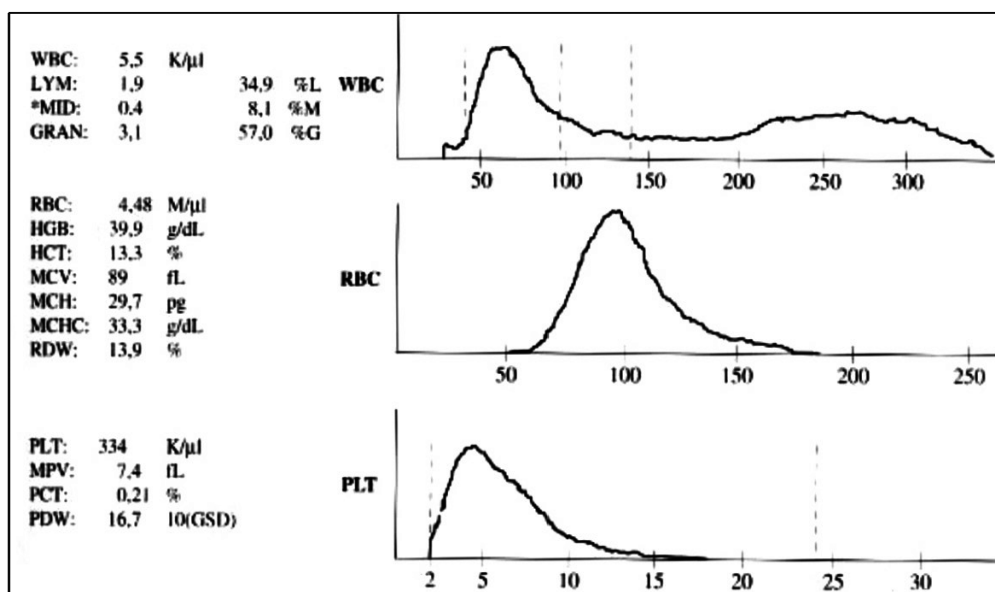 WBC: 5,5 K/µl
LYM: 1,9 34,9 %L
*MID: 0.4 8,1 %M
GRAN: 3,1 57,0 %G
WBC
50 100 150 200 250 300
RBC: 4,48 M/µl
HGB: 39,9 g/dL
HCT: 13,3 %
MCV: 89 fL
MCH: 29,7 pg
MCHC: 33,3 g/dL
RDW: 13,9 %
RBC
50 100 150 200 250
PLT: 334 K/µl
MPV: 7,4 fL
PCT: 0,21 %
PDW: 16,7 10(GSD)
PLT
2 5 10 15 20 25 30